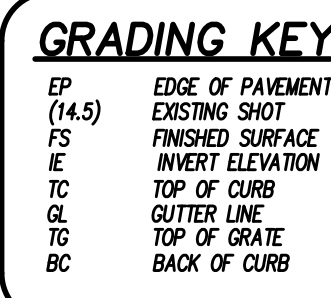 GRADING KEY
EP EDGE OF PAVEMENT
(14.5) EXISTING SHOT
FS FINISHED SURFACE
IE INVERT ELEVATION
TC TOP OF CURB
GL GUTTER LINE
TG TOP OF GRATE
BC BACK OF CURB